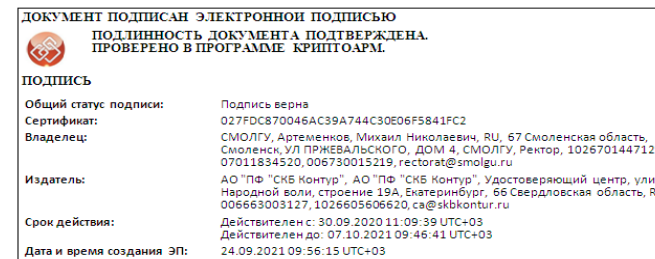 ДОКУМЕНТ ПОДПИСАН ЭЛЕКТРОННОЙ ПОДПИСЬЮ
ПОДЛИННОСТЬ ДОКУМЕНТА ПОДТВЕРЖДЕНА.
ПРОВЕРЕНО В ПРОГРАММЕ КРИПТОАРМ.
ПОДПИСЬ
Общий статус подписи: Подпись верна
Сертификат: 027FDC870046AC39A744C30E06F5841FC2
Владелец: СМОЛГУ, Артеменков, Михаил Николаевич, RU, 67 Смоленская область,
Смоленск, УЛ ПРЖЕВАЛЬСКОГО, ДОМ 4, СМОЛГУ, Ректор, 102670144712
07011834520, 006730015219, rectorat@smolgu.ru
Издатель: АО "ПФ "СКБ Контур", АО "ПФ "СКБ Контур", Удостоверяющий центр, ули
Народной воли, строение 19А, Екатеринбург, 66 Свердловская область, R
006663003127, 1026605606620, ca@skbkontur.ru
Срок действия: Действителен с: 30.09.2020 11:09:39 UTC+03
Действителен до: 07.10.2021 09:46:41 UTC+03
Дата и время создания ЭП: 24.09.2021 09:56:15 UTC+03